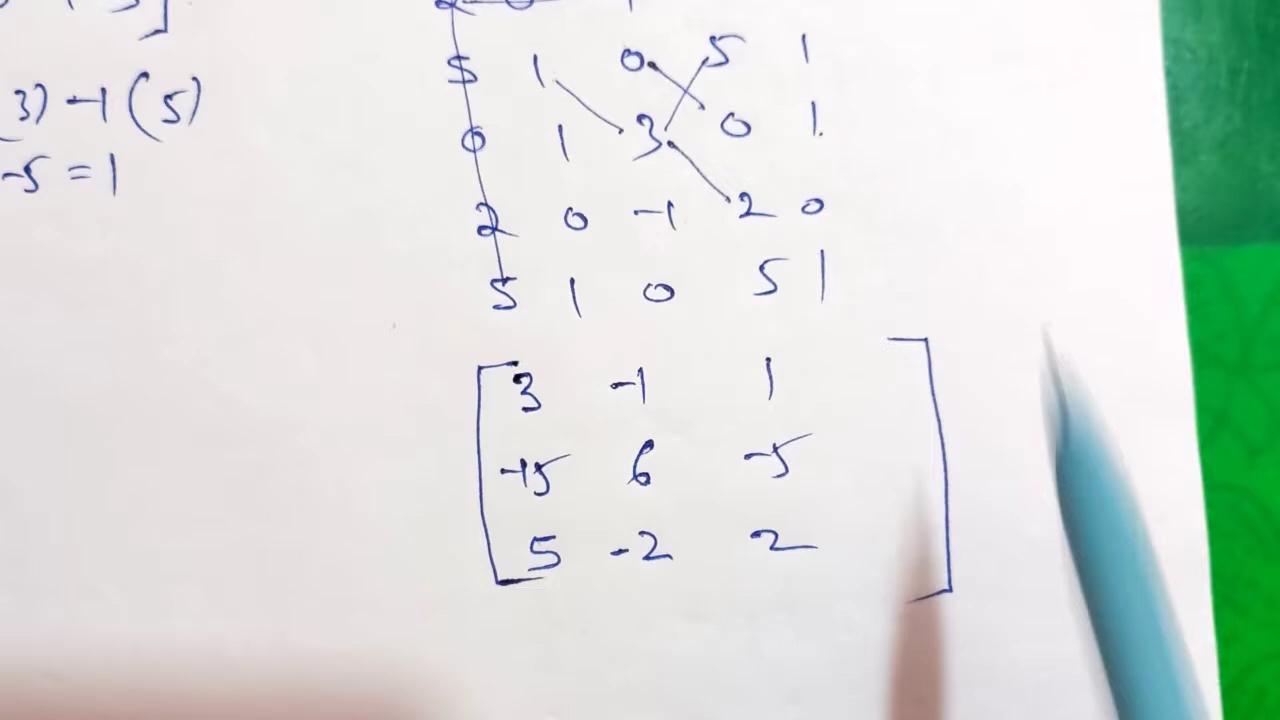 3) -1 (5)
-5 = 1
5 1 0 5 1
0 1 3 0 1
2 0 -1 2 0
5 1 0 5 1
3 -1 1
-15 6 -5
5 -2 2